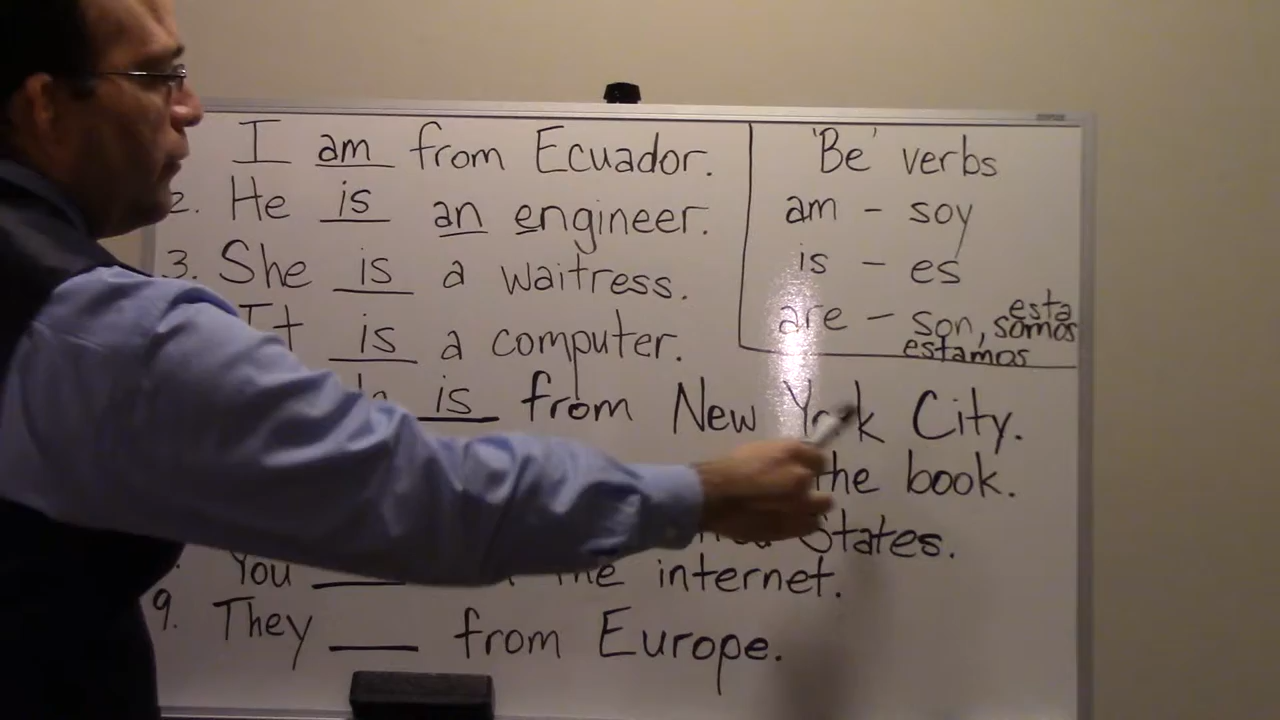 I am from Ecuador.
2. He is an engineer.
3. She is a waitress.
It is a computer.
is from New York City.
the book.
States.
You ___ the internet.
9. They ___ from Europe.
'Be' verbs
am - soy
is - es
are - son, somos
esta
estamos